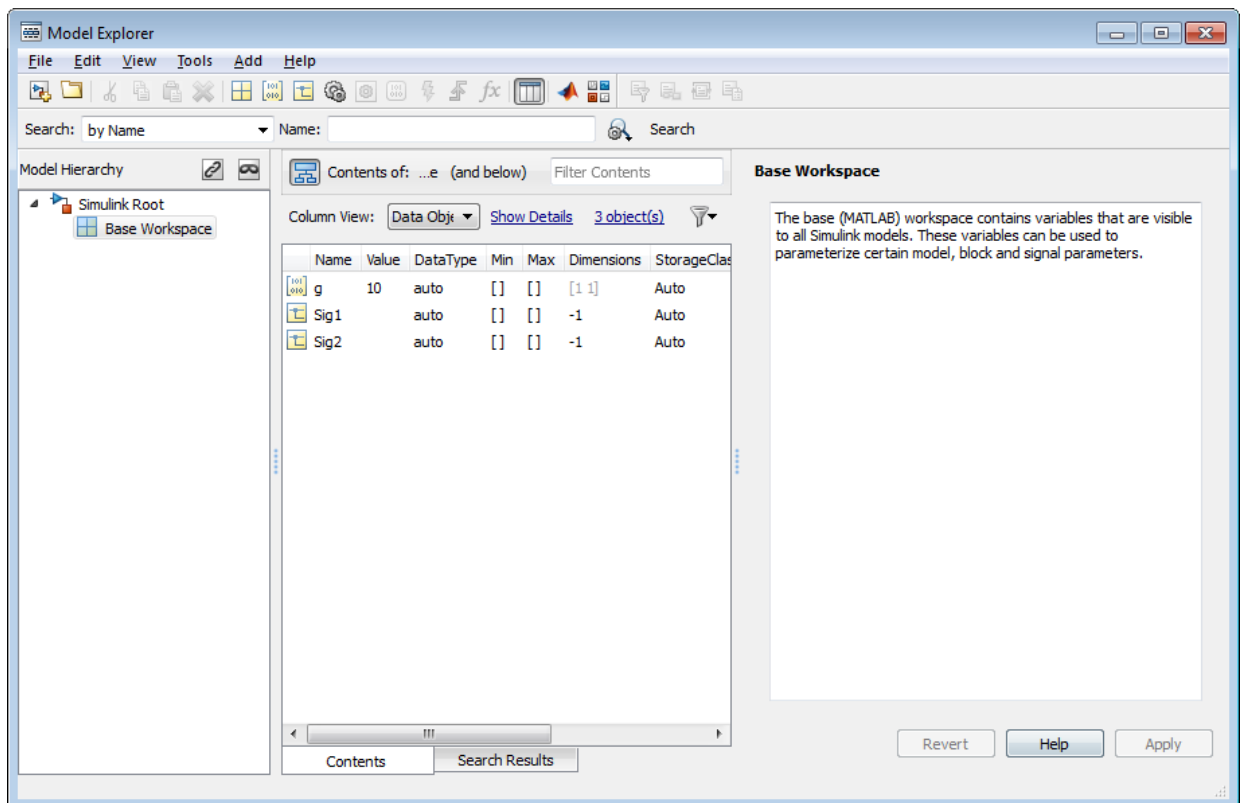 Model Explorer
File Edit View Tools Add Help
fx
Search: by Name Name: Search
Model Hierarchy
Contents of: ...e (and below) Filter Contents
Base Workspace
Simulink Root
Base Workspace
Column View: Data Obje Show Details 3 object(s)
The base (MATLAB) workspace contains variables that are visible
to all Simulink models. These variables can be used to
parameterize certain model, block and signal parameters.
Name Value DataType Min Max Dimensions StorageClas
g 10 auto [] [] [1 1] Auto
Sig1 auto [] [] -1 Auto
Sig2 auto [] [] -1 Auto
Revert Help Apply
Contents Search Results